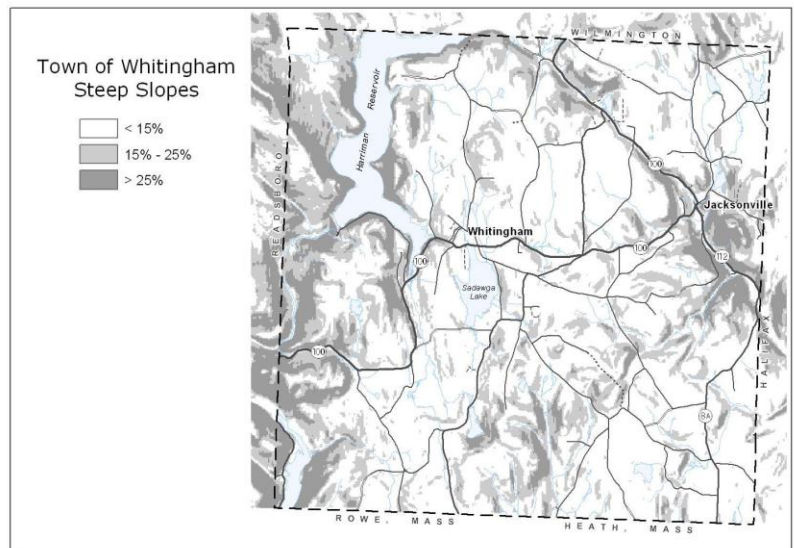 Town of Whitingham
Steep Slopes
< 15%
15% - 25%
> 25%
WILMINGTON
Harriman Reservoir
READSBORO
100
Jacksonville
Whitingham
100
100
112
Sadawga
Lake
HALIFAX
100
8A
ROWE, MASS
HEATH, MASS